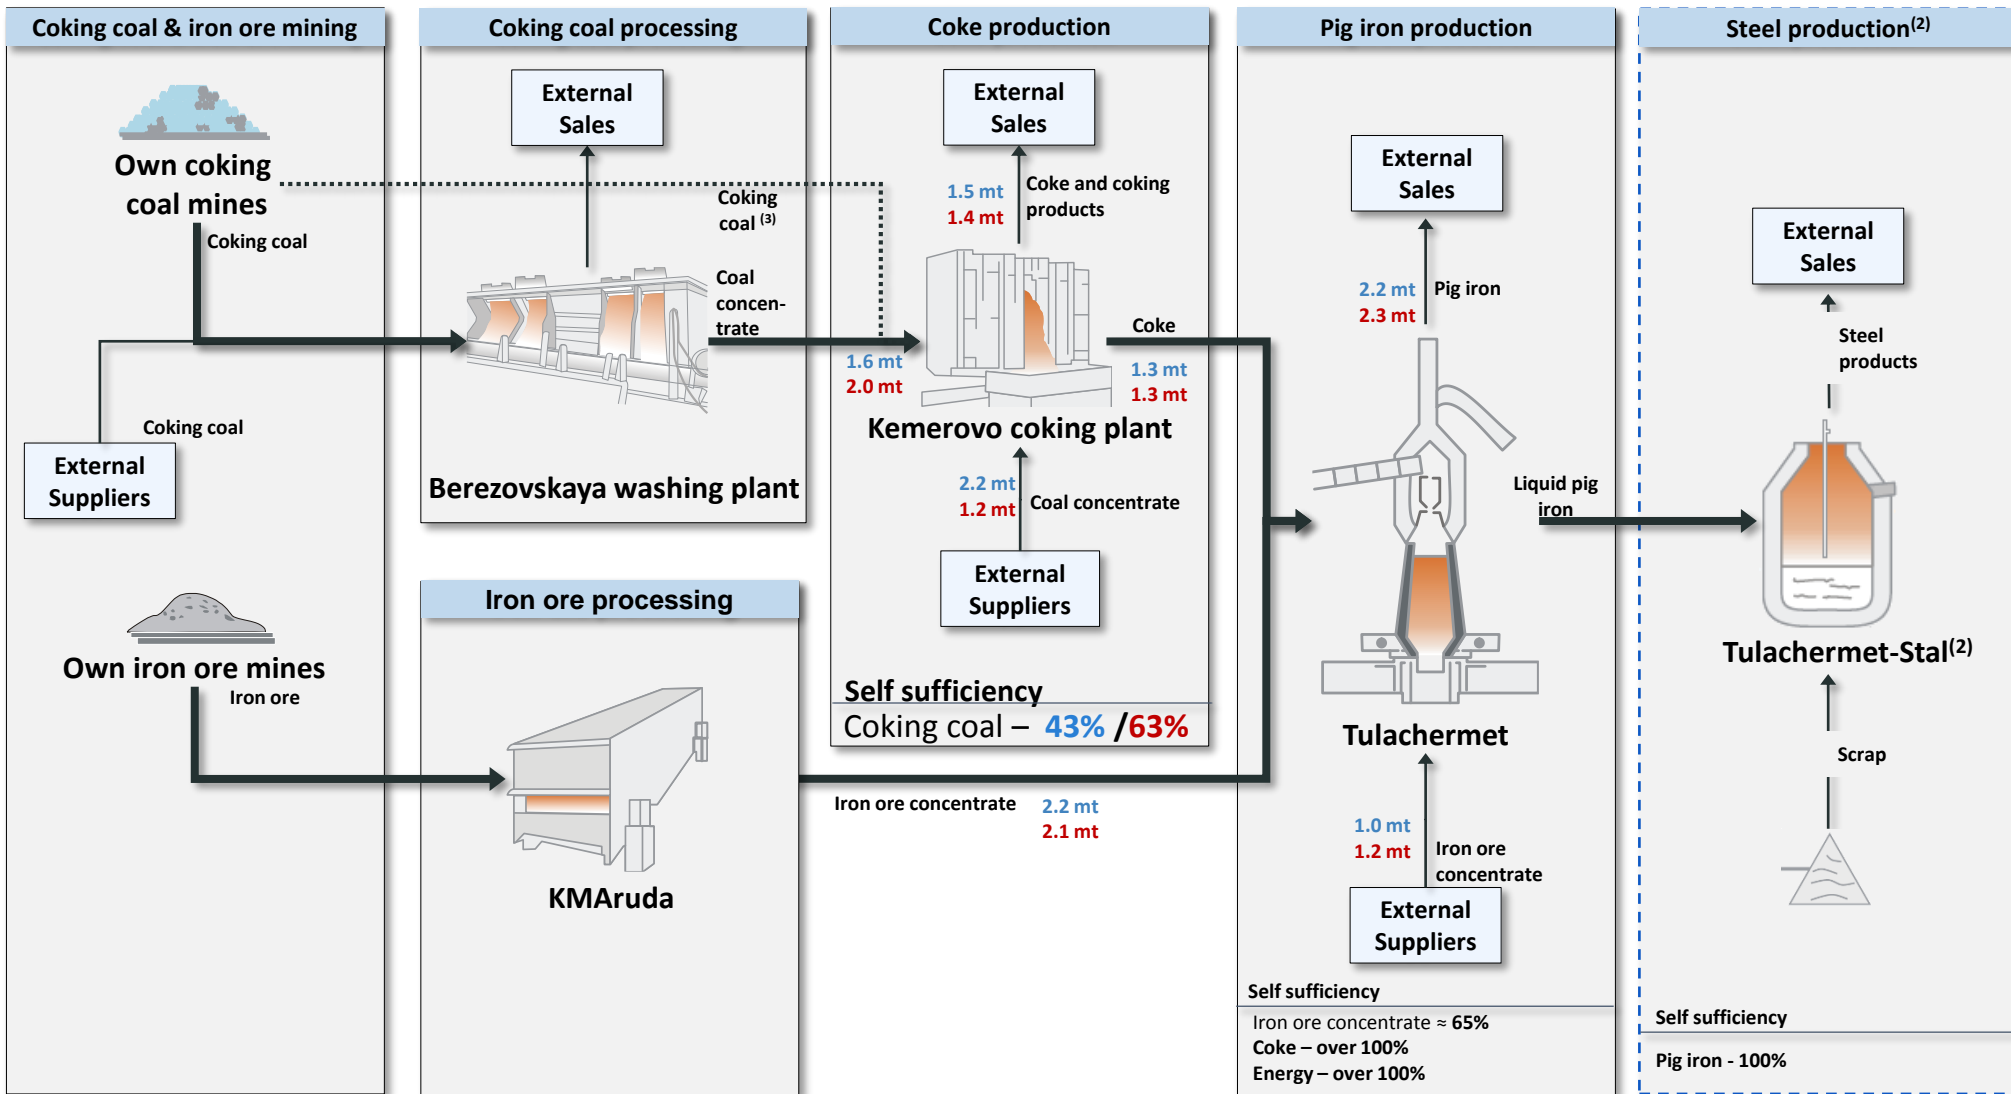 Coking coal & iron ore mining
Own coking
coal mines
Coking coal
Coking coal
External
Suppliers
Own iron ore mines
Iron ore
Coking coal processing
External
Sales
Coking
coal (3)
Coal
concen-
trate
Berezovskaya washing plant
Iron ore processing
KMAruda
Coke production
External
Sales
1.5 mt
1.4 mt
Coke and coking
products
1.6 mt
2.0 mt
Coke
1.3 mt
1.3 mt
Kemerovo coking plant
2.2 mt
1.2 mt
Coal concentrate
External
Suppliers
Self sufficiency
Coking coal – 43% /63%
Iron ore concentrate
2.2 mt
2.1 mt
Pig iron production
External
Sales
2.2 mt
2.3 mt
Pig iron
Liquid pig
iron
Tulachermet
1.0 mt
1.2 mt
Iron ore
concentrate
External
Suppliers
Self sufficiency
Iron ore concentrate ≈ 65%
Coke – over 100%
Energy – over 100%
Steel production(2)
External
Sales
Steel
products
Tulachermet-Stal(2)
Scrap
Self sufficiency
Pig iron - 100%